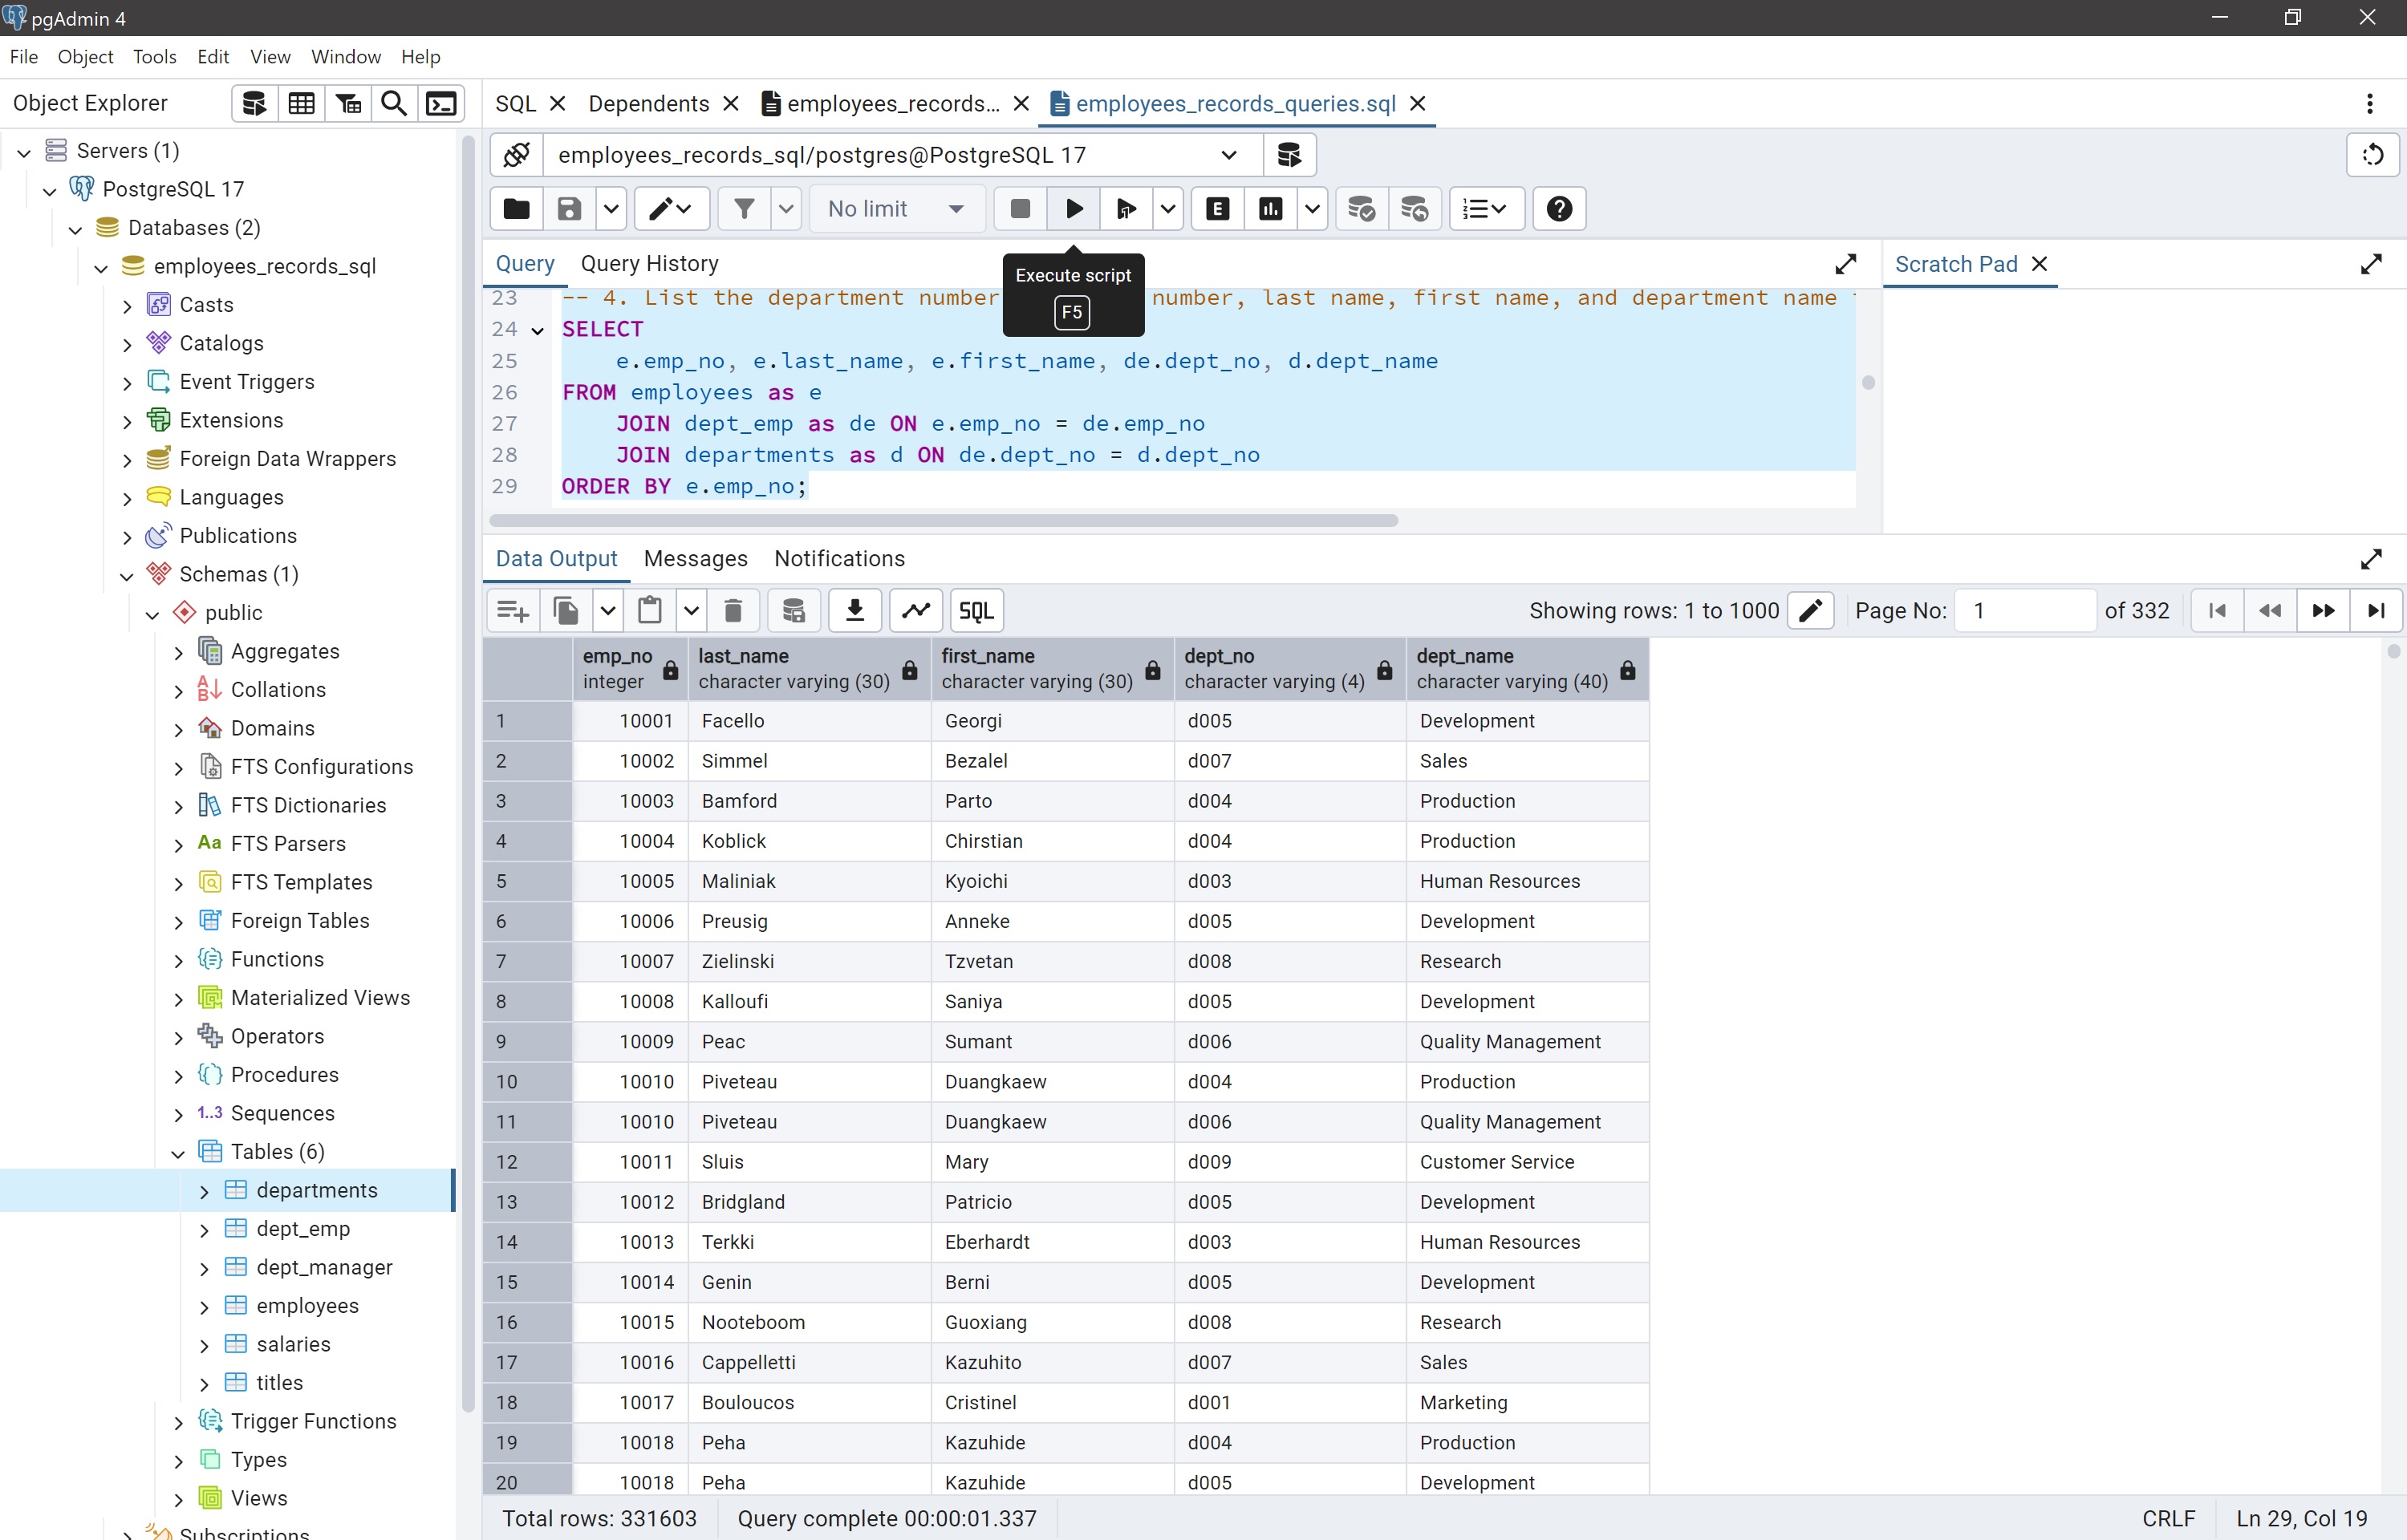 pgAdmin 4
File Object Tools Edit View Window Help
Object Explorer
SQL Dependents employees_records... employees_records_queries.sql
Servers (1)
PostgreSQL 17
Databases (2)
employees_records_sql
Casts
Catalogs
Event Triggers
Extensions
Foreign Data Wrappers
Languages
Publications
Schemas (1)
public
Aggregates
Collations
Domains
FTS Configurations
FTS Dictionaries
Aa FTS Parsers
FTS Templates
Foreign Tables
Functions
Materialized Views
Operators
Procedures
1..3 Sequences
Tables (6)
departments
dept_emp
dept_manager
employees
salaries
titles
Trigger Functions
Types
Views
Subscriptions
employees_records_sql/postgres@PostgreSQL 17
No limit
E
Query Query History
Execute script
F5
Scratch Pad
23 -- 4. List the department number number, last name, first name, and department name
24 SELECT
25 e.emp_no, e.last_name, e.first_name, de.dept_no, d.dept_name
26 FROM employees as e
27 JOIN dept_emp as de ON e.emp_no = de.emp_no
28 JOIN departments as d ON de.dept_no = d.dept_no
29 ORDER BY e.emp_no;
Data Output Messages Notifications
SQL Showing rows: 1 to 1000 Page No: 1 of 332
emp_no last_name first_name dept_no dept_name
integer character varying (30) character varying (30) character varying (4) character varying (40)
1 10001 Facello Georgi d005 Development
2 10002 Simmel Bezalel d007 Sales
3 10003 Bamford Parto d004 Production
4 10004 Koblick Chirstian d004 Production
5 10005 Maliniak Kyoichi d003 Human Resources
6 10006 Preusig Anneke d005 Development
7 10007 Zielinski Tzvetan d008 Research
8 10008 Kalloufi Saniya d005 Development
9 10009 Peac Sumant d006 Quality Management
10 10010 Piveteau Duangkaew d004 Production
11 10010 Piveteau Duangkaew d006 Quality Management
12 10011 Sluis Mary d009 Customer Service
13 10012 Bridgland Patricio d005 Development
14 10013 Terkki Eberhardt d003 Human Resources
15 10014 Genin Berni d005 Development
16 10015 Nooteboom Guoxiang d008 Research
17 10016 Cappelletti Kazuhito d007 Sales
18 10017 Bouloucos Cristinel d001 Marketing
19 10018 Peha Kazuhide d004 Production
20 10018 Peha Kazuhide d005 Development
Total rows: 331603 Query complete 00:00:01.337 CRLF Ln 29, Col 19